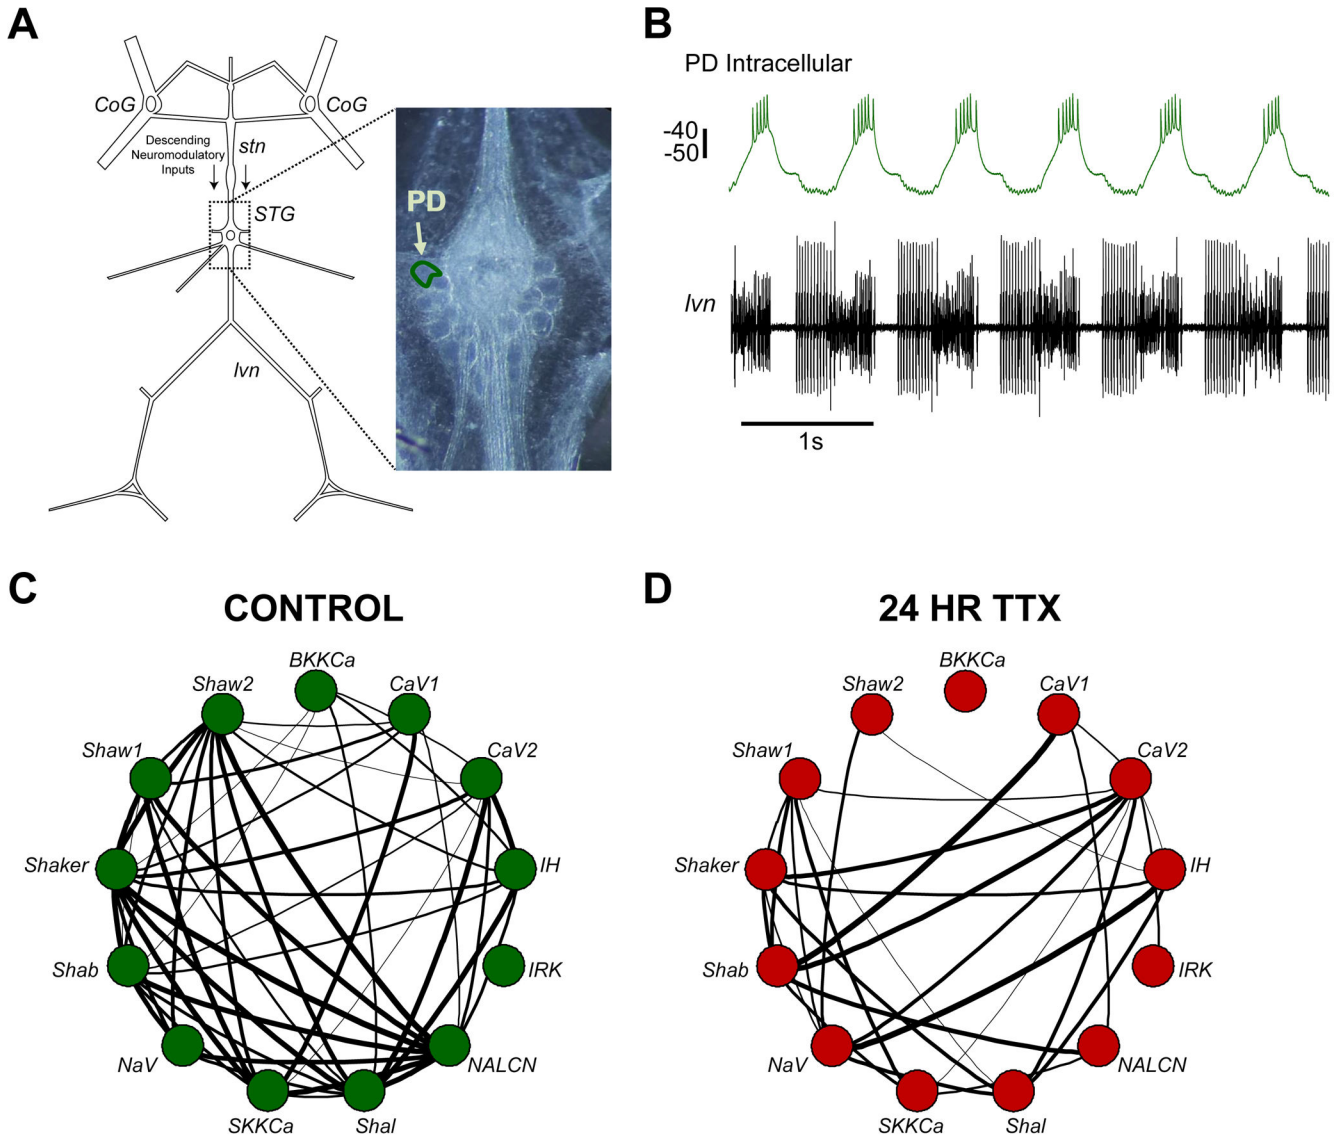 A
CoG
CoG
Descending
Neuromodulatory
Inputs
stn
STG
PD
lvn
B
PD Intracellular
-40
-50
lvn
1s
C
CONTROL
BKKCa
Shaw2
CaV1
Shaw1
CaV2
Shaker
IH
Shab
IRK
NaV
NALCN
SKKCa
Shal
D
24 HR TTX
BKKCa
Shaw2
CaV1
Shaw1
CaV2
Shaker
IH
Shab
IRK
NaV
NALCN
SKKCa
Shal